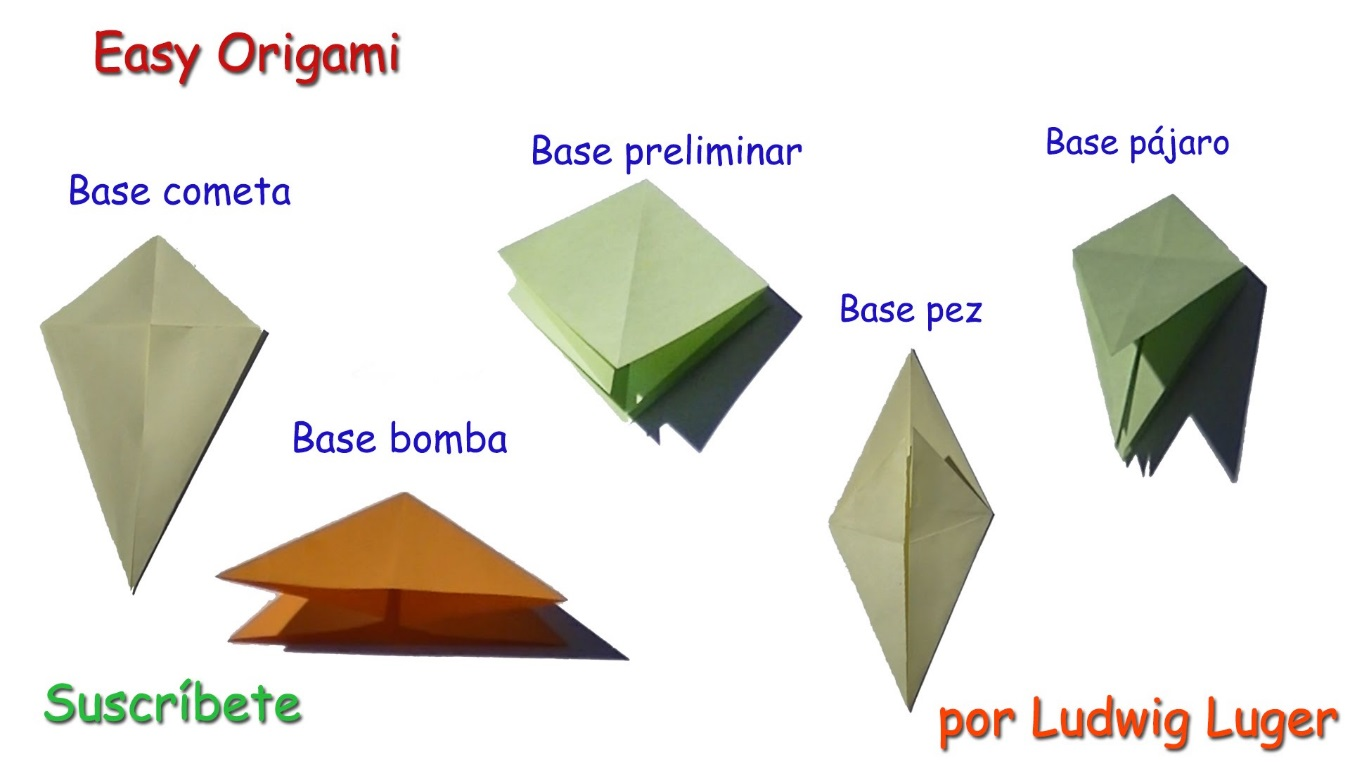 Easy Origami
Base preliminar
Base pájaro
Base cometa
Base pez
Base bomba
Suscríbete
por Ludwig Luger